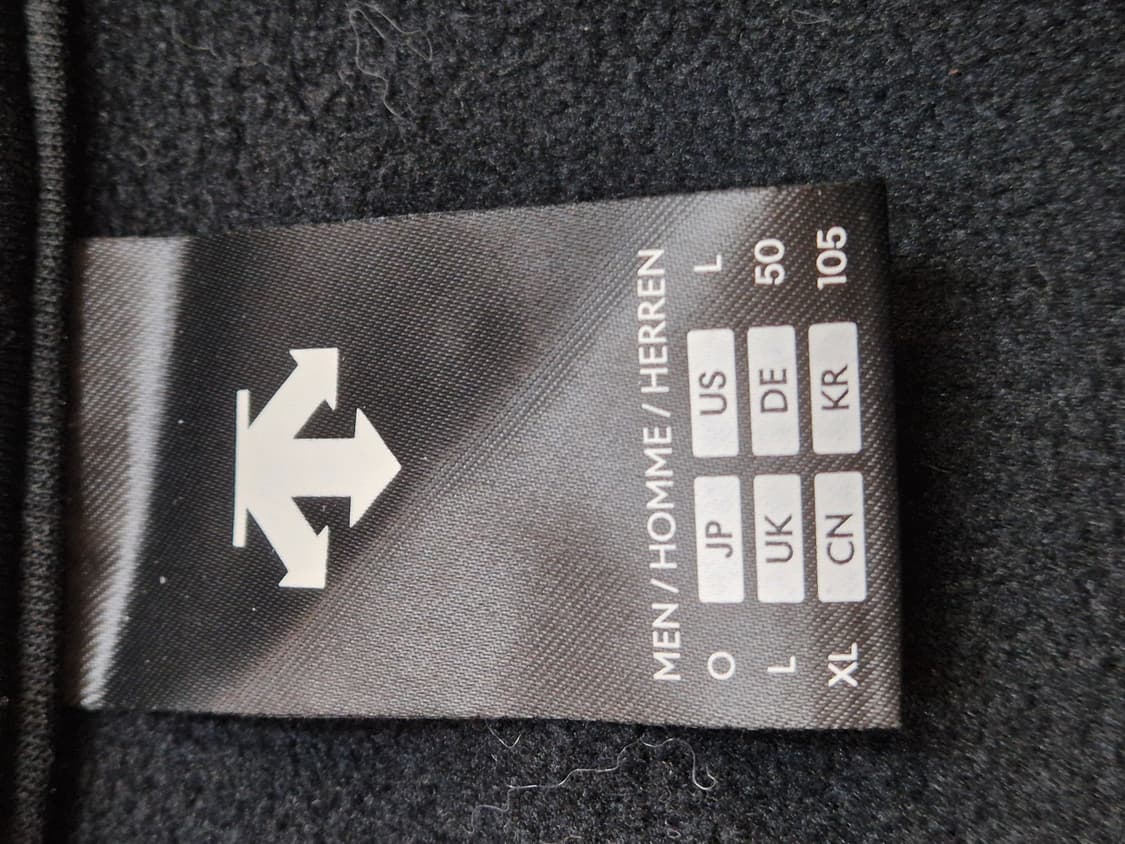 MEN / HOMME / HERREN
O JP US L
L UK DE 50
XL CN KR 105